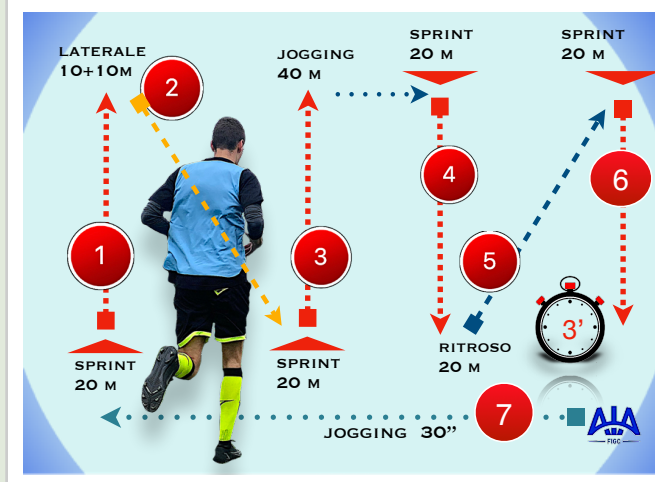 LATERALE
10+10M
2
JOGGING
40 M
SPRINT
20 M
SPRINT
20 M
1
3
4
5
6
SPRINT
20 M
SPRINT
20 M
RITROSO
20 M
3'
7
JOGGING 30”
AIA
FIGC